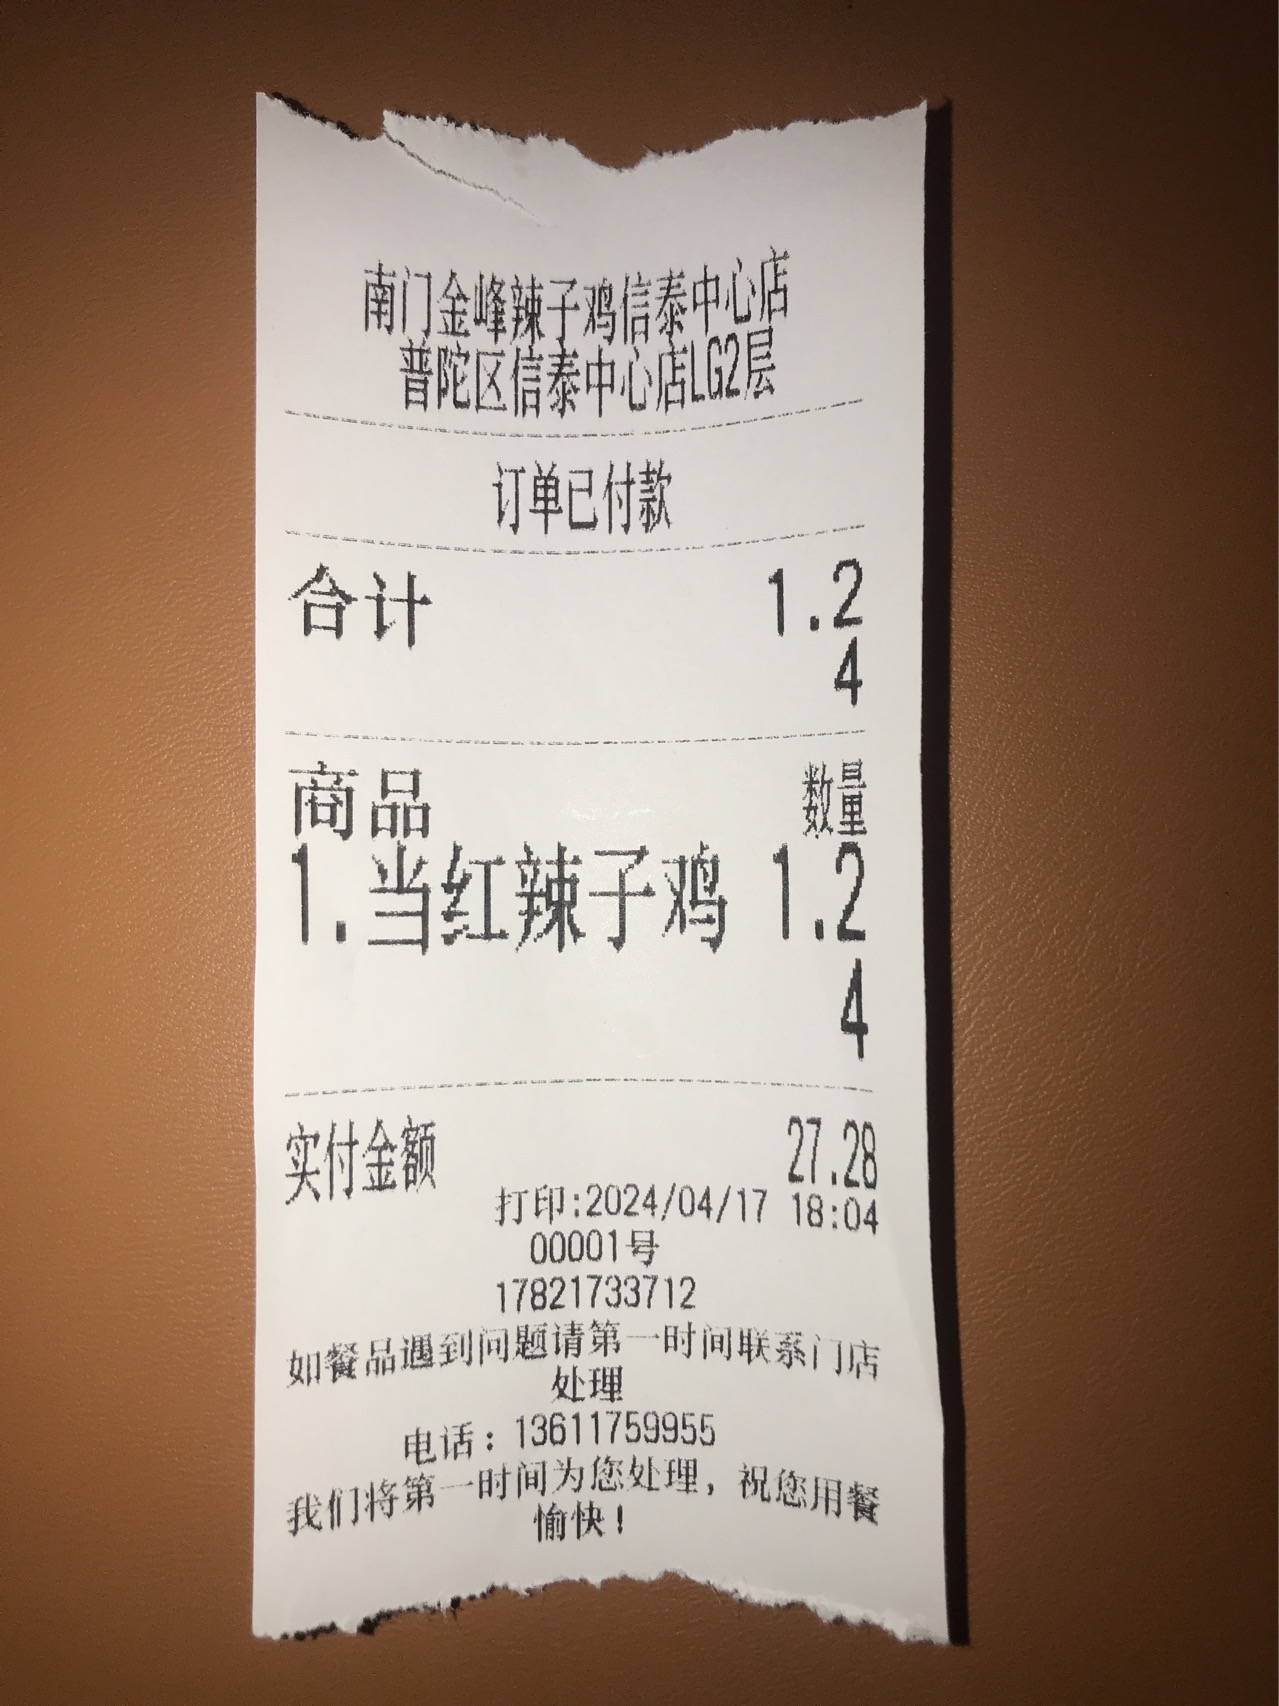 南门金峰辣子鸡信泰中心店
普陀区信泰中心店LG2层
订单已付款
合计 1.2
4
商品 数量
1.当红辣子鸡 1.2
4
实付金额 27.28
打印:2024/04/17 18:04
00001号
17821733712
如餐品遇到问题请第一时间联系门店
处理
电话：13611759955
我们将第一时间为您处理，祝您用餐
愉快！